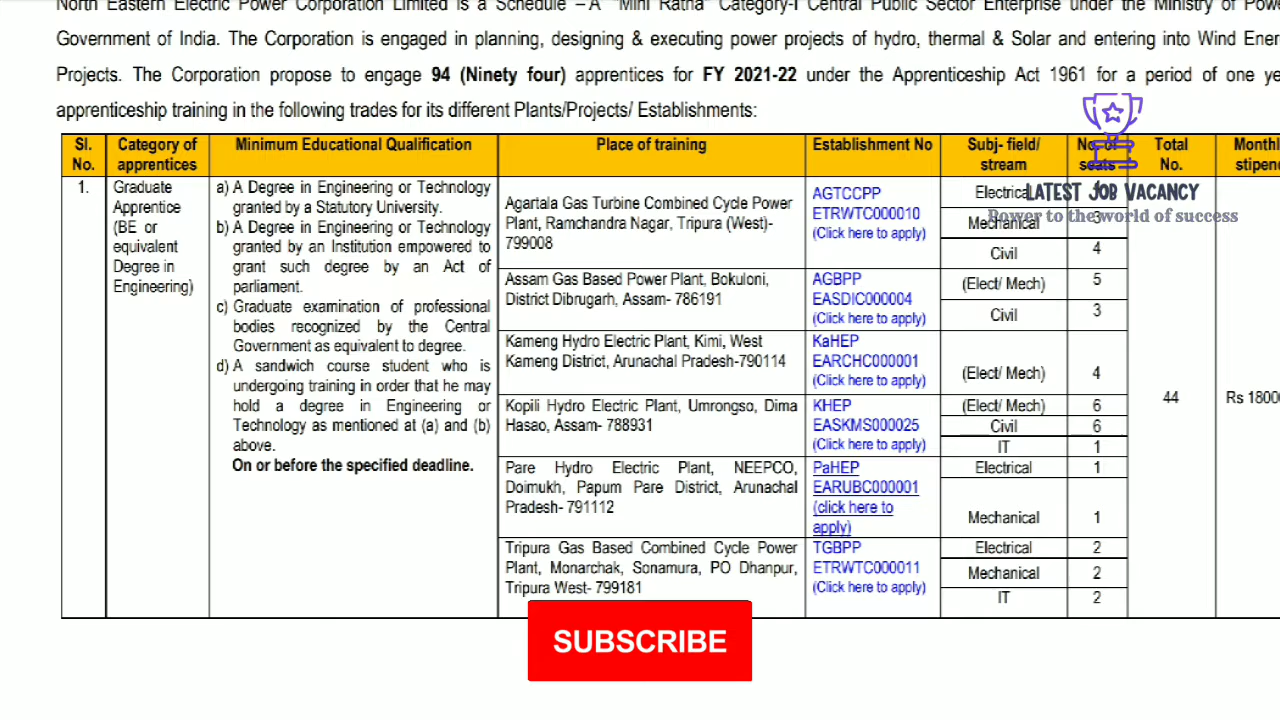 North Eastern Electric Power Corporation Limited is a Schedule –A "Mini Ratna" Category-I Central Public Sector Enterprise under the Ministry of
Government of India. The Corporation is engaged in planning, designing & executing power projects of hydro, thermal & Solar and entering into Wind
Projects. The Corporation propose to engage 94 (Ninety four) apprentices for FY 2021-22 under the Apprenticeship Act 1961 for a period of one
apprenticeship training in the following trades for its different Plants/Projects/ Establishments:
Sl. No. Category of apprentices Minimum Educational Qualification Place of training Establishment No Subj- field/ stream No. of seats Total No.
1. Graduate Apprentice (BE or equivalent Degree in Engineering)
a) A Degree in Engineering or Technology
granted by a Statutory University.
b) A Degree in Engineering or Technology
granted by an Institution empowered to
grant such degree by an Act of
parliament.
c) Graduate examination of professional
bodies recognized by the Central
Government as equivalent to degree.
d) A sandwich course student who is
undergoing training in order that he may
hold a degree in Engineering or
Technology as mentioned at (a) and (b)
above.
On or before the specified deadline.
Agartala Gas Turbine Combined Cycle Power
Plant, Ramchandra Nagar, Tripura (West)-
799008
AGTCCPP
ETRWTC000010
(Click here to apply)
Electrical
Mechanical 3
Civil 4
Assam Gas Based Power Plant, Bokuloni,
District Dibrugarh, Assam- 786191
AGBPP
EASDIC000004
(Click here to apply)
(Elect/ Mech) 5
Civil 3
Kameng Hydro Electric Plant, Kimi, West
Kameng District, Arunachal Pradesh-790114
KaHEP
EARCHC000001
(Click here to apply)
(Elect/ Mech) 4
Kopili Hydro Electric Plant, Umrongso, Dima
Hasao, Assam- 788931
KHEP
EASKMS000025
(Click here to apply)
(Elect/ Mech) 6
Civil 6
IT 1
Pare Hydro Electric Plant, NEEPCO,
Doimukh, Papum Pare District, Arunachal
Pradesh- 791112
PaHEP
EARUBC000001
(click here to
apply)
Electrical 1
Mechanical 1
Tripura Gas Based Combined Cycle Power
Plant, Monarchak, Sonamura, PO Dhanpur,
Tripura West- 799181
TGBPP
ETRWTC000011
(Click here to apply)
Electrical 2
Mechanical 2
IT 2
44
Rs 1800
LATEST JOB VACANCY
Power to the world of success
SUBSCRIBE